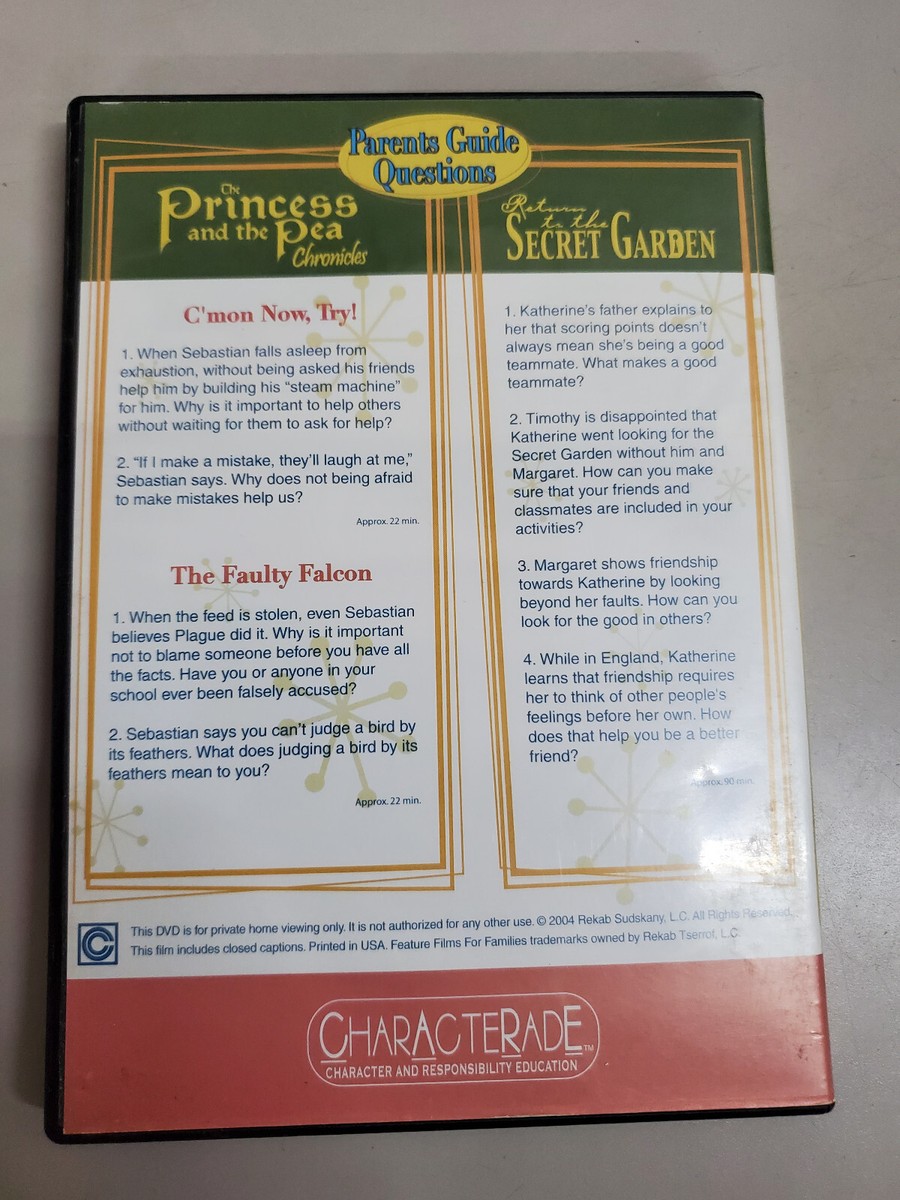 Parents Guide
Questions
The
Princess
and the Pea
Chronicles
C'mon Now, Try!
1. When Sebastian falls asleep from
exhaustion, without being asked his friends
help him by building his “steam machine”
for him. Why is it important to help others
without waiting for them to ask for help?
2. “If I make a mistake, they’ll laugh at me,”
Sebastian says. Why does not being afraid
to make mistakes help us?
Approx. 22 min.
The Faulty Falcon
1. When the feed is stolen, even Sebastian
believes Plague did it. Why is it important
not to blame someone before you have all
the facts. Have you or anyone in your
school ever been falsely accused?
2. Sebastian says you can’t judge a bird by
its feathers. What does judging a bird by its
feathers mean to you?
Approx. 22 min.
Return
to the
SECRET GARDEN
1. Katherine’s father explains to
her that scoring points doesn’t
always mean she’s being a good
teammate. What makes a good
teammate?
2. Timothy is disappointed that
Katherine went looking for the
Secret Garden without him and
Margaret. How can you make
sure that your friends and
classmates are included in your
activities?
3. Margaret shows friendship
towards Katherine by looking
beyond her faults. How can you
look for the good in others?
4. While in England, Katherine
learns that friendship requires
her to think of other people's
feelings before her own. How
does that help you be a better
friend?
Approx. 90 min.
This DVD is for private home viewing only. It is not authorized for any other use. © 2004 Rekab Sudskany, L.C. All Rights Reserved.
This film includes closed captions. Printed in USA. Feature Films For Families trademarks owned by Rekab Tserrof, L.C.
CHARACTERADE™
CHARACTER AND RESPONSIBILITY EDUCATION